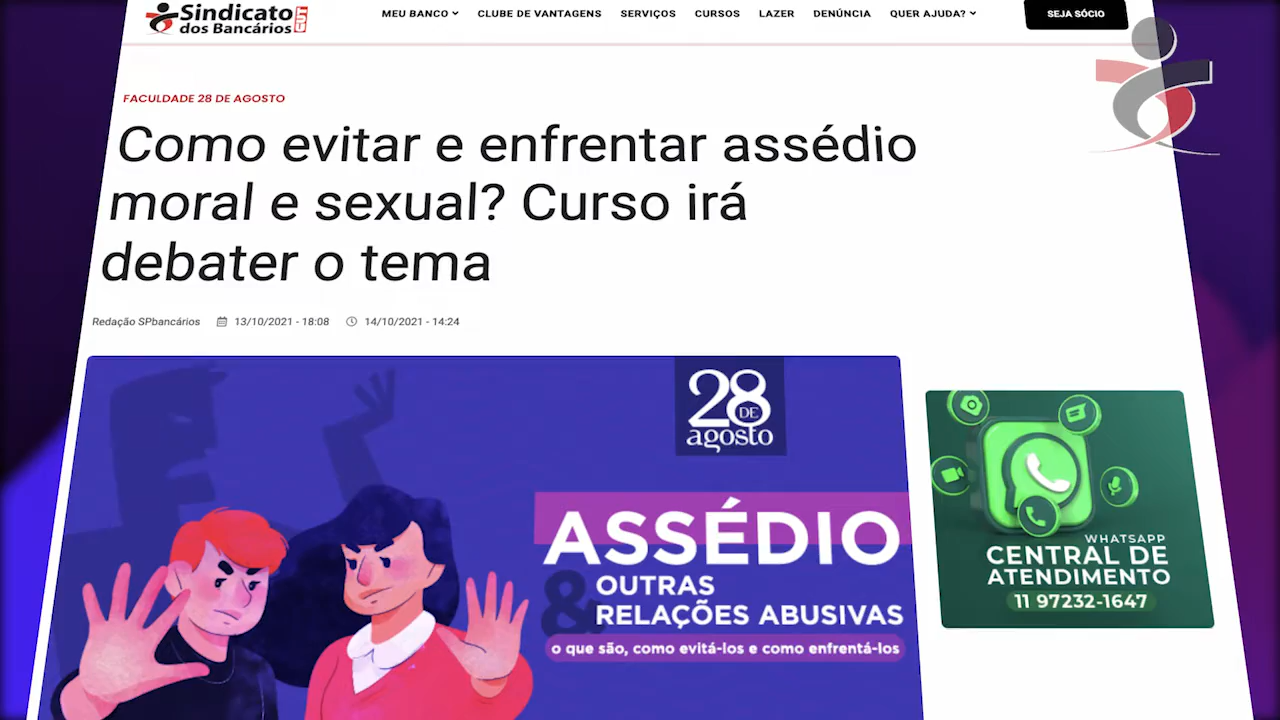 Sindicato
dos Bancários
CUT
MEU BANCO
CLUBE DE VANTAGENS
SERVIÇOS
CURSOS
LAZER
DENÚNCIA
QUER AJUDA?
SEJA SÓCIO
FACULDADE 28 DE AGOSTO
Como evitar e enfrentar assédio
moral e sexual? Curso irá
debater o tema
Redação SPbancários
13/10/2021 - 18:08
14/10/2021 - 14:24
28
DE
agosto
ASSÉDIO
& OUTRAS
RELAÇÕES ABUSIVAS
o que são, como evitá-los e como enfrentá-los
WHATSAPP
CENTRAL DE
ATENDIMENTO
11 97232-1647